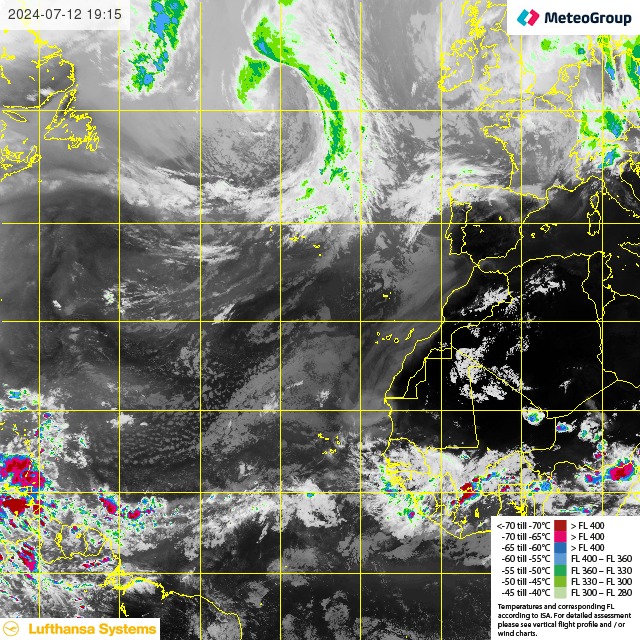 2024-07-12 19:15
MeteoGroup
<-70 till -70°C > FL 400
-70 till -65°C > FL 400
-65 till -60°C > FL 400
-60 till -55°C FL 400 – FL 360
-55 till -50°C FL 360 – FL 330
-50 till -45°C FL 330 – FL 300
-45 till -40°C FL 300 – FL 280
Temperatures and corresponding FL
according to ISA. For detailed assessment
please see vertical flight profile and / or
wind charts.
Lufthansa Systems